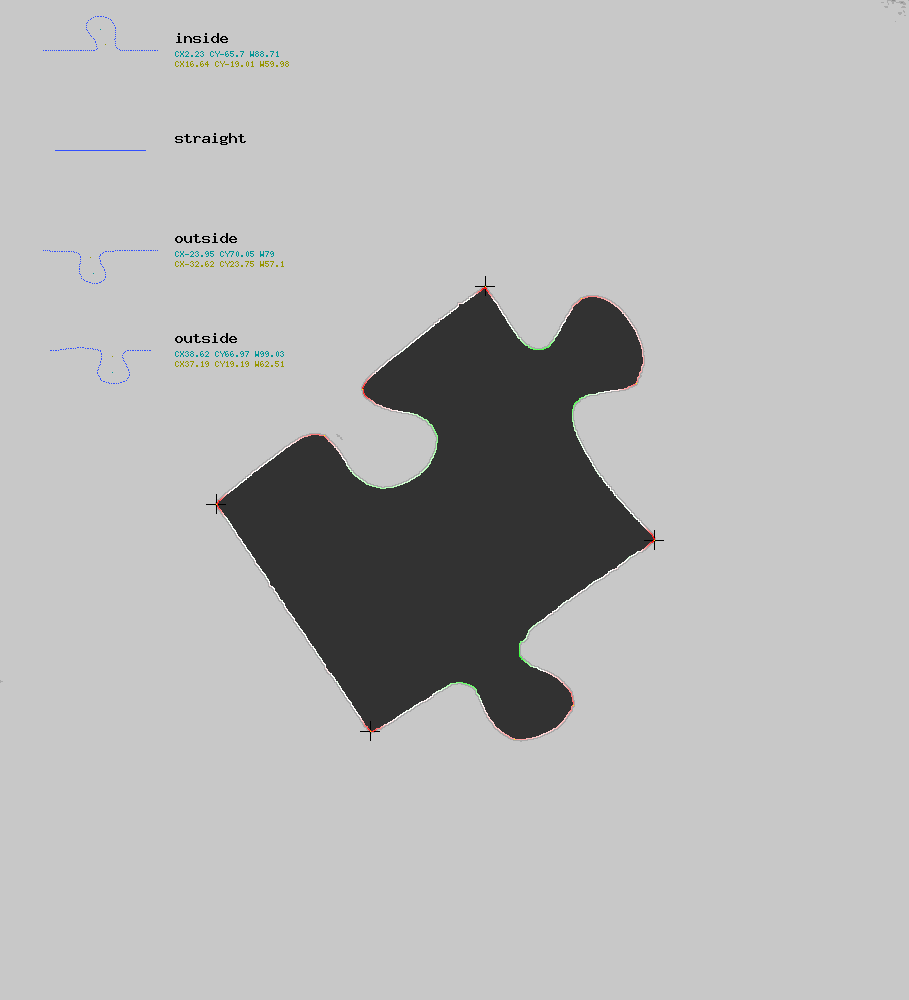 inside
CX2.23 CY-65.7 W88.71
CX16.64 CY-19.01 W59.98
straight
outside
CX-23.95 CY70.05 W79
CX-32.62 CY23.75 W57.1
outside
CX38.62 CY66.97 W99.03
CX37.19 CY19.19 W62.51